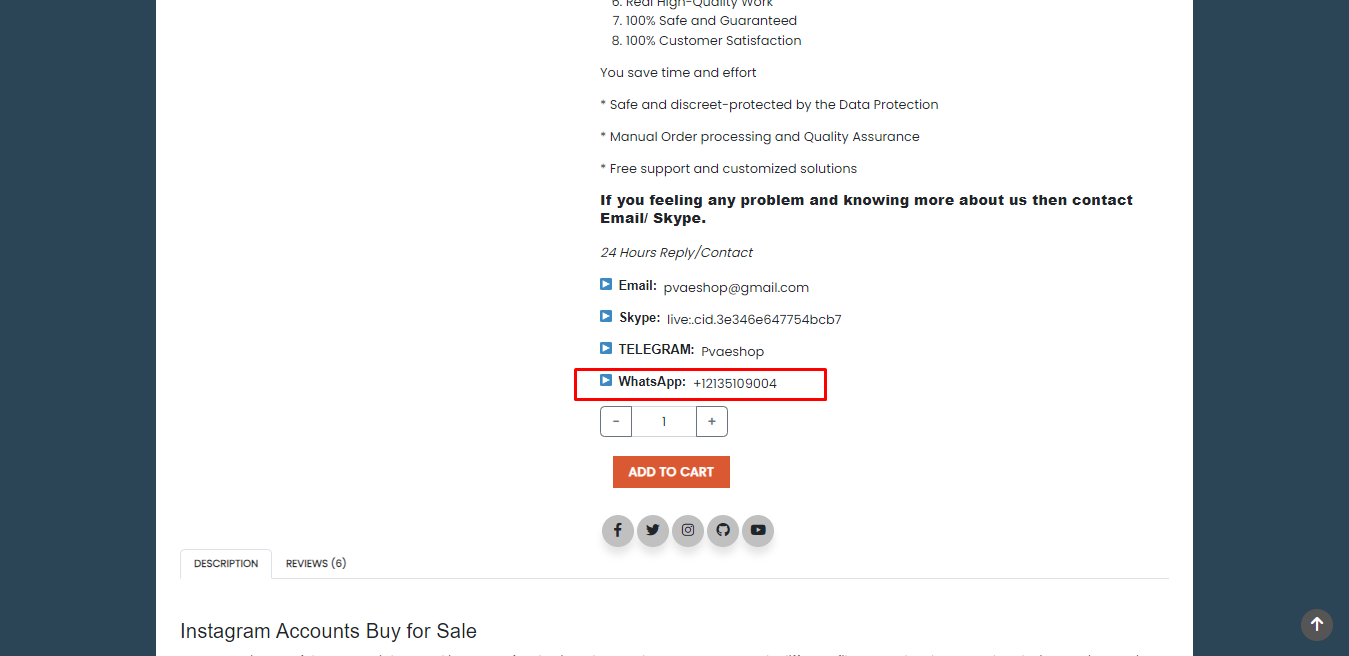 6. Real High-Quality Work
7. 100% Safe and Guaranteed
8. 100% Customer Satisfaction
You save time and effort
* Safe and discreet-protected by the Data Protection
* Manual Order processing and Quality Assurance
* Free support and customized solutions
If you feeling any problem and knowing more about us then contact
Email/ Skype.
24 Hours Reply/Contact
Email: pvaeshop@gmail.com
Skype: live:.cid.3e346e647754bcb7
TELEGRAM: Pvaeshop
WhatsApp: +12135109004
- 1 +
ADD TO CART
DESCRIPTION REVIEWS (6)
Instagram Accounts Buy for Sale